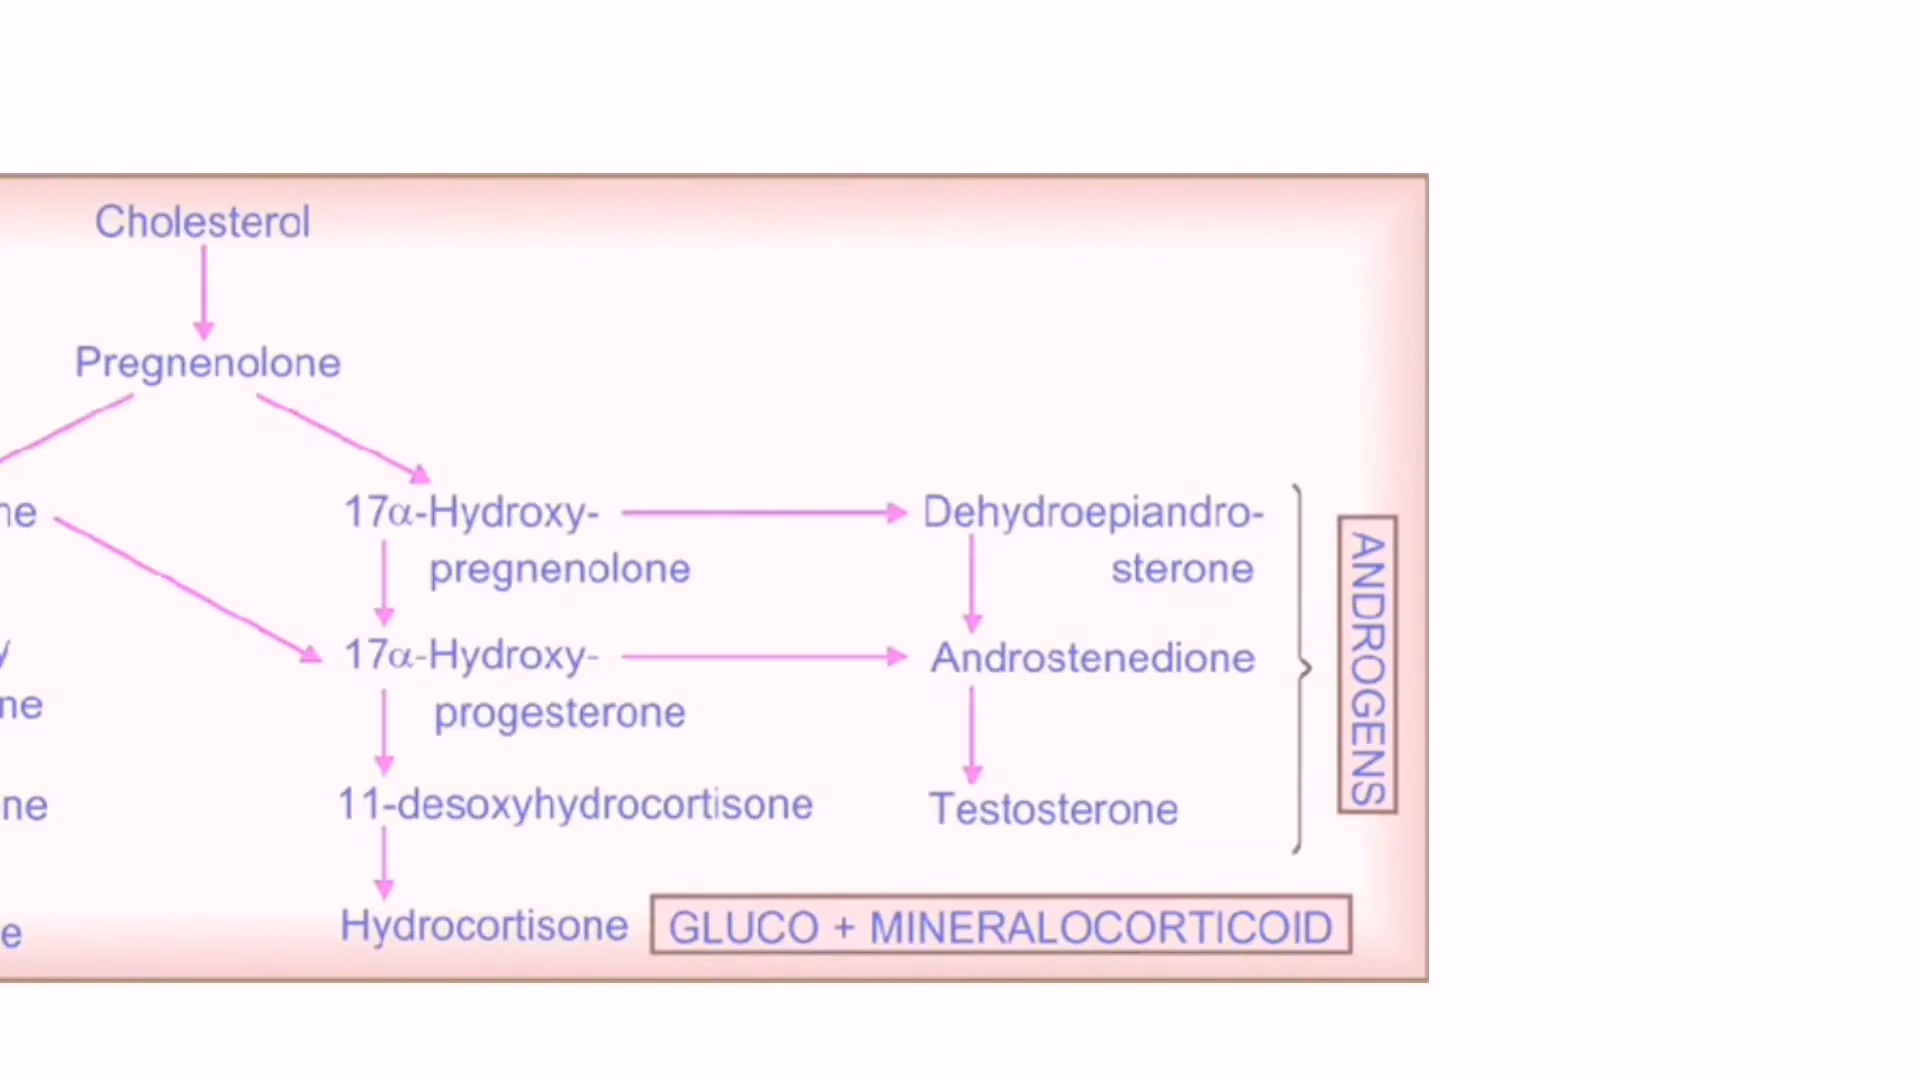 Cholesterol
Pregnenolone
ne
17α-Hydroxy-
pregnenolone
Dehydroepiandro-
sterone
y
ne
17α-Hydroxy-
progesterone
Androstenedione
ne
11-desoxyhydrocortisone
Testosterone
e
Hydrocortisone
GLUCO + MINERALOCORTICOID
ANDROGENS